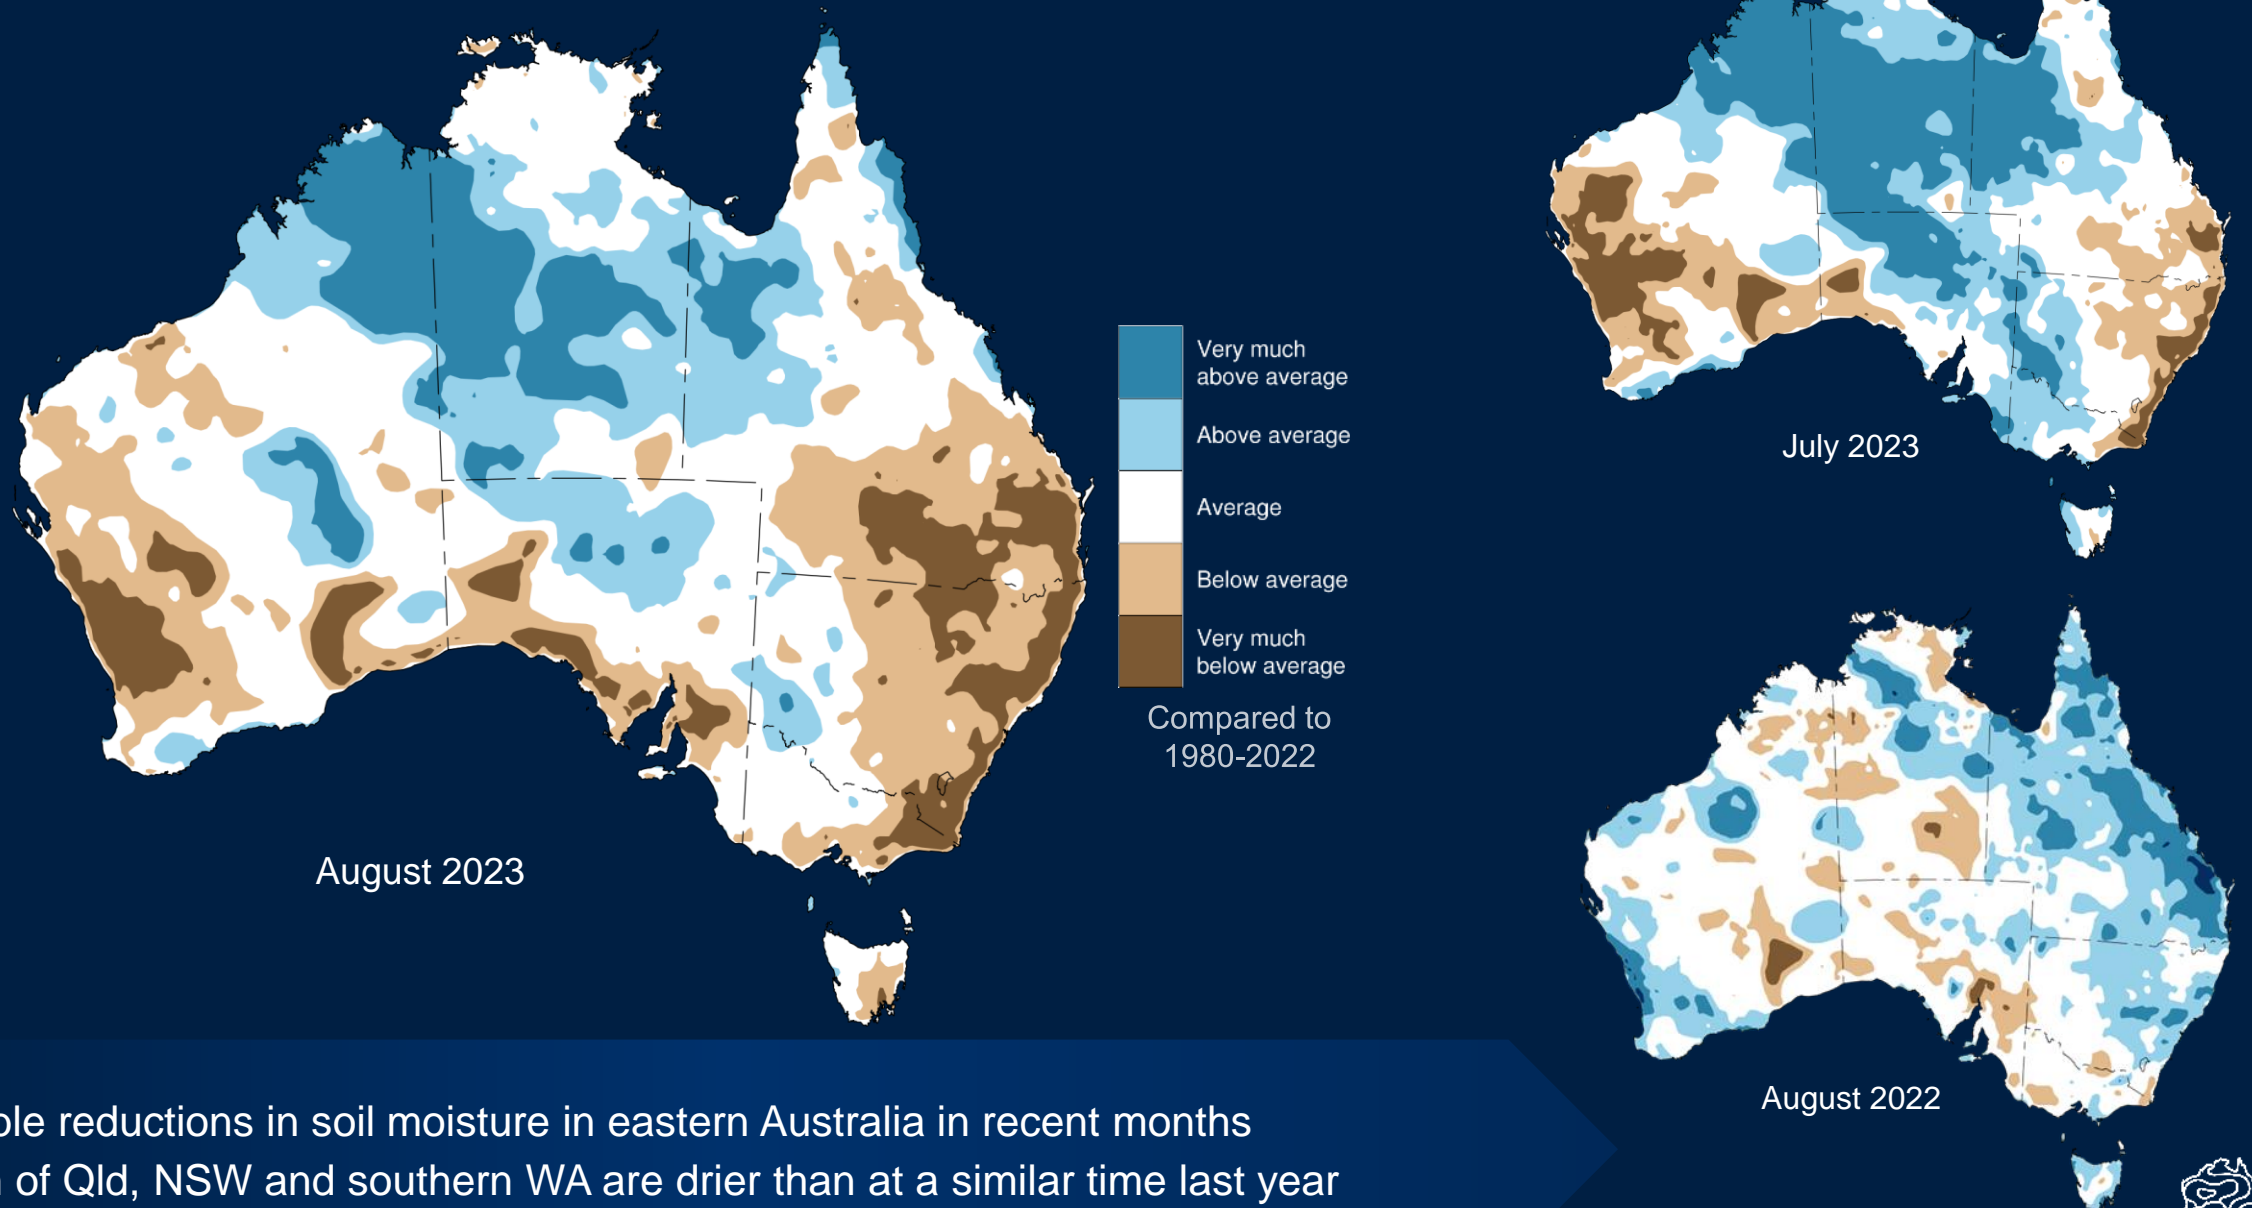 Very much
above average
Above average
Average
Below average
Very much
below average
Compared to
1980-2022
August 2023
July 2023
August 2022
reductions in soil moisture in eastern Australia in recent months
of Qld, NSW and southern WA are drier than at a similar time last year